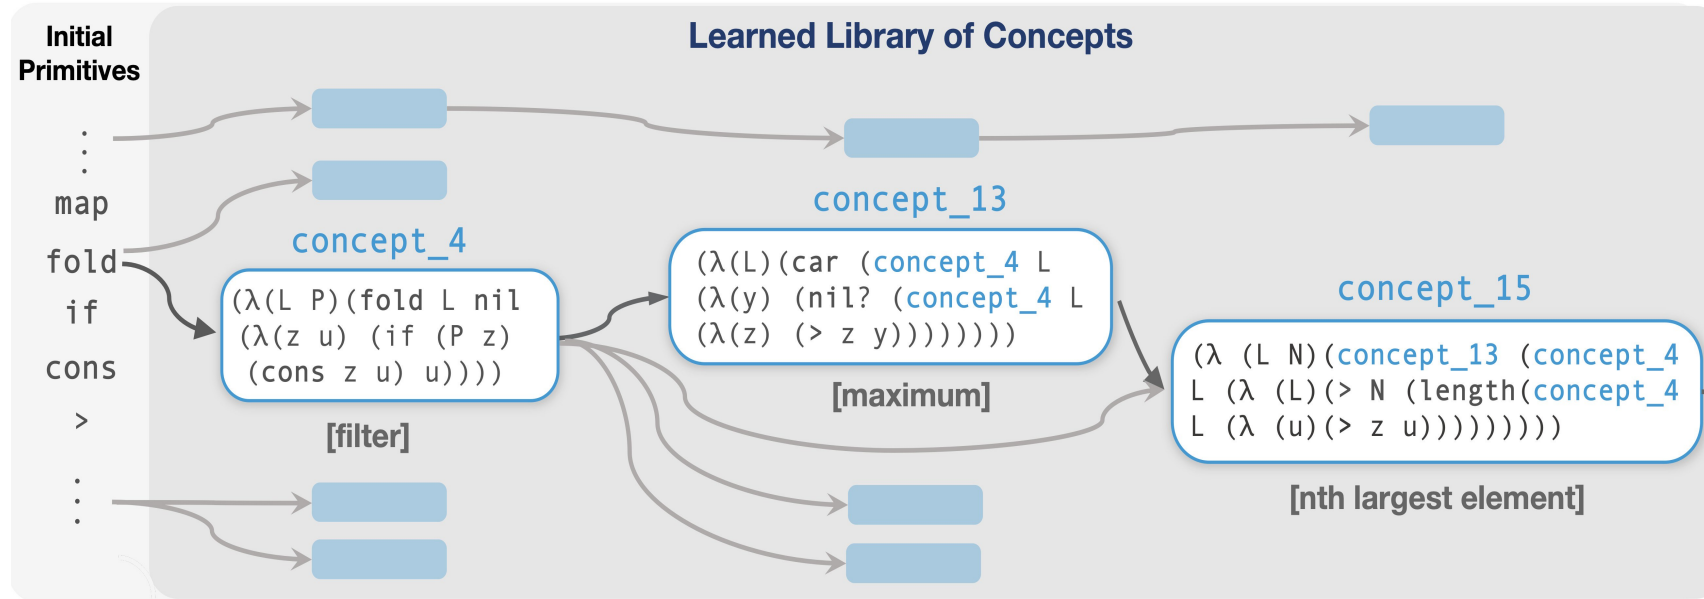 Initial
Primitives
Learned Library of Concepts
map
fold
if
cons
>
concept_4
(λ(L P)(fold L nil
(λ(z u) (if (P z)
(cons z u) u))))
[filter]
concept_13
(λ(L)(car (concept_4 L
(λ(y) (nil? (concept_4 L
(λ(z) (> z y))))))))
[maximum]
concept_15
(λ (L N)(concept_13 (concept_4
L (λ (L)(> N (length(concept_4
L (λ (u)(> z u)))))))))
[nth largest element]